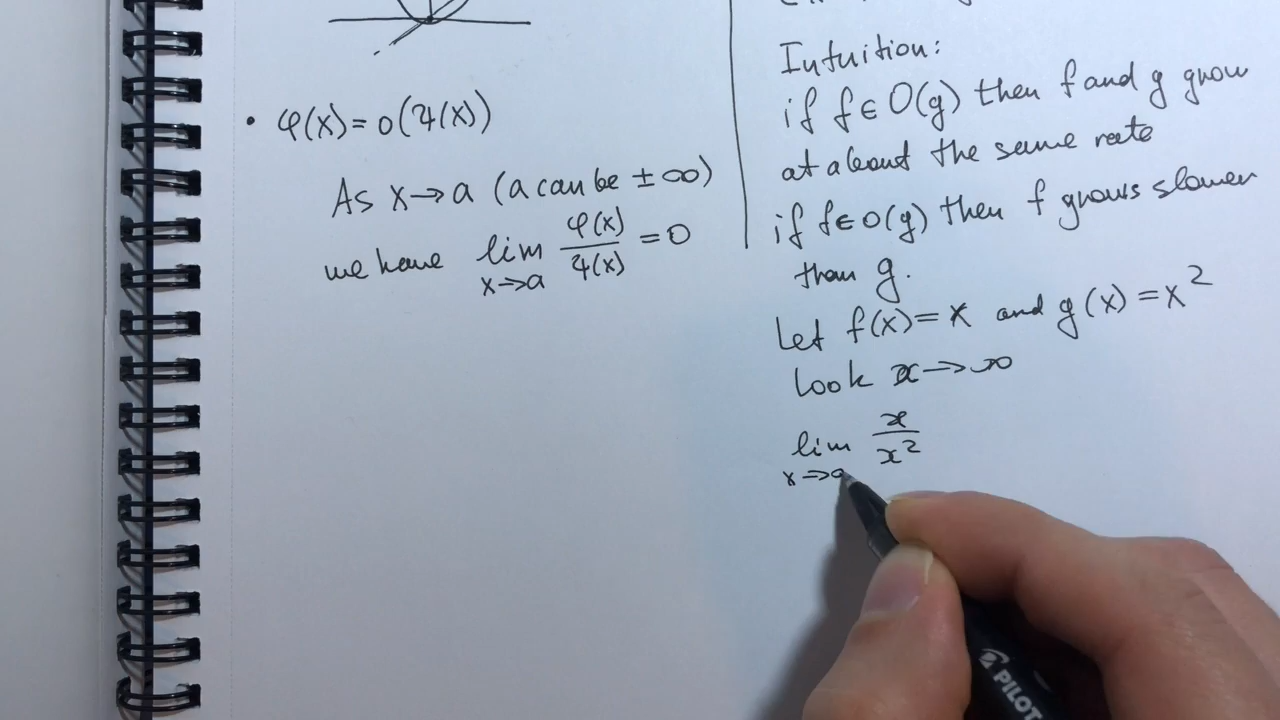 • φ(x)=o(ψ(x))
As x→a (a can be ± ∞)
we have lim x→a φ(x)/ψ(x) = 0
Intuition:
if f∈O(g) then f and g grow
at about the same rate
if f∈o(g) then f grows slower
than g.
Let f(x)=x and g(x)=x²
look x→∞
lim x→ x/x²
PILOT